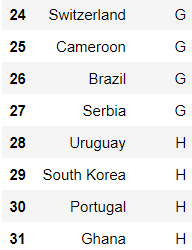 24 Switzerland G
25 Cameroon G
26 Brazil G
27 Serbia G
28 Uruguay H
29 South Korea H
30 Portugal H
31 Ghana H